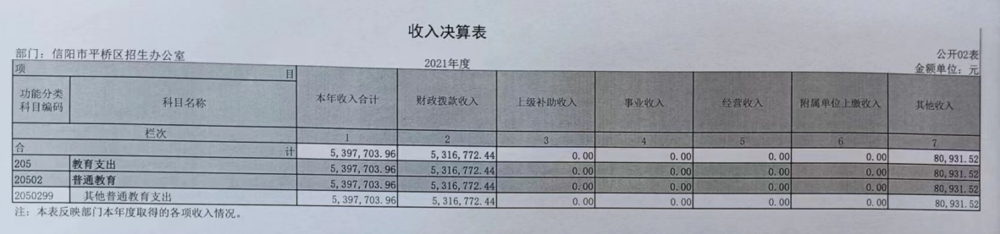 收入决算表
公开02表
部门：信阳市平桥区招生办公室 2021年度 金额单位：元
项 目 本年收入合计 财政拨款收入 上级补助收入 事业收入 经营收入 附属单位上缴收入 其他收入
功能分类科目编码 科目名称
栏次 1 2 3 4 5 6 7
合 计 5,397,703.96 5,316,772.44 0.00 0.00 0.00 0.00 80,931.52
205 教育支出 5,397,703.96 5,316,772.44 0.00 0.00 0.00 0.00 80,931.52
20502 普通教育 5,397,703.96 5,316,772.44 0.00 0.00 0.00 0.00 80,931.52
2050299 其他普通教育支出 5,397,703.96 5,316,772.44 0.00 0.00 0.00 0.00 80,931.52
注：本表反映部门本年度取得的各项收入情况。